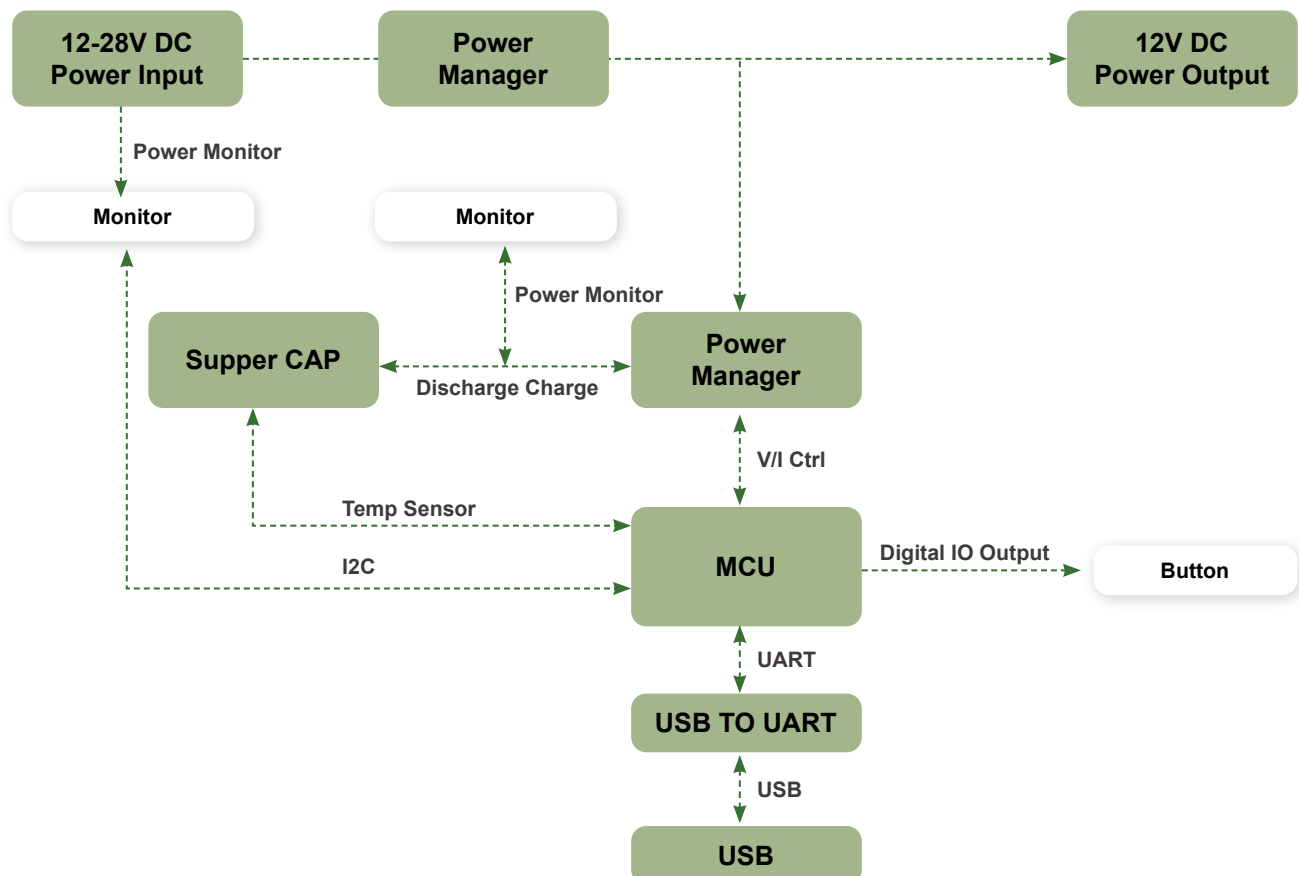 12-28V DC
Power Input
Power
Manager
12V DC
Power Output
Power Monitor
Monitor
Monitor
Power Monitor
Supper CAP
Discharge Charge
Power
Manager
V/I Ctrl
Temp Sensor
I2C
MCU
Digital IO Output
Button
UART
USB TO UART
USB
USB